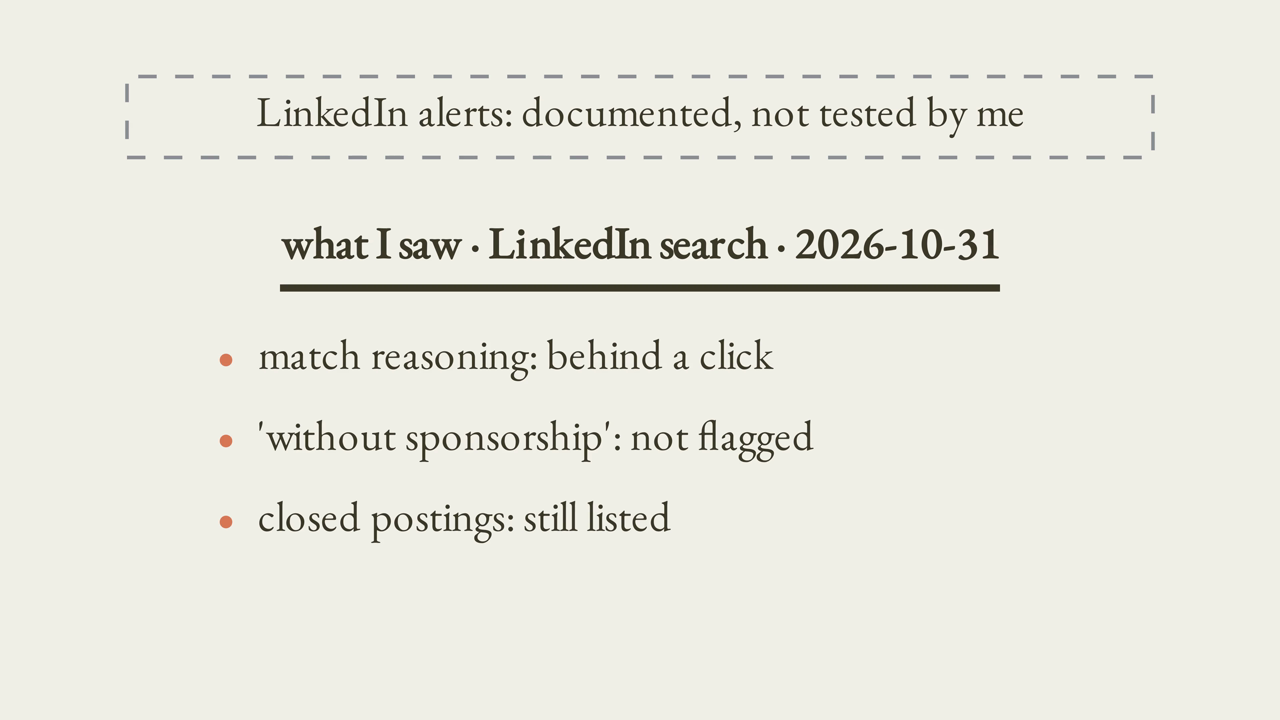 LinkedIn alerts: documented, not tested by me
what I saw · LinkedIn search · 2026-10-31
match reasoning: behind a click
'without sponsorship': not flagged
closed postings: still listed